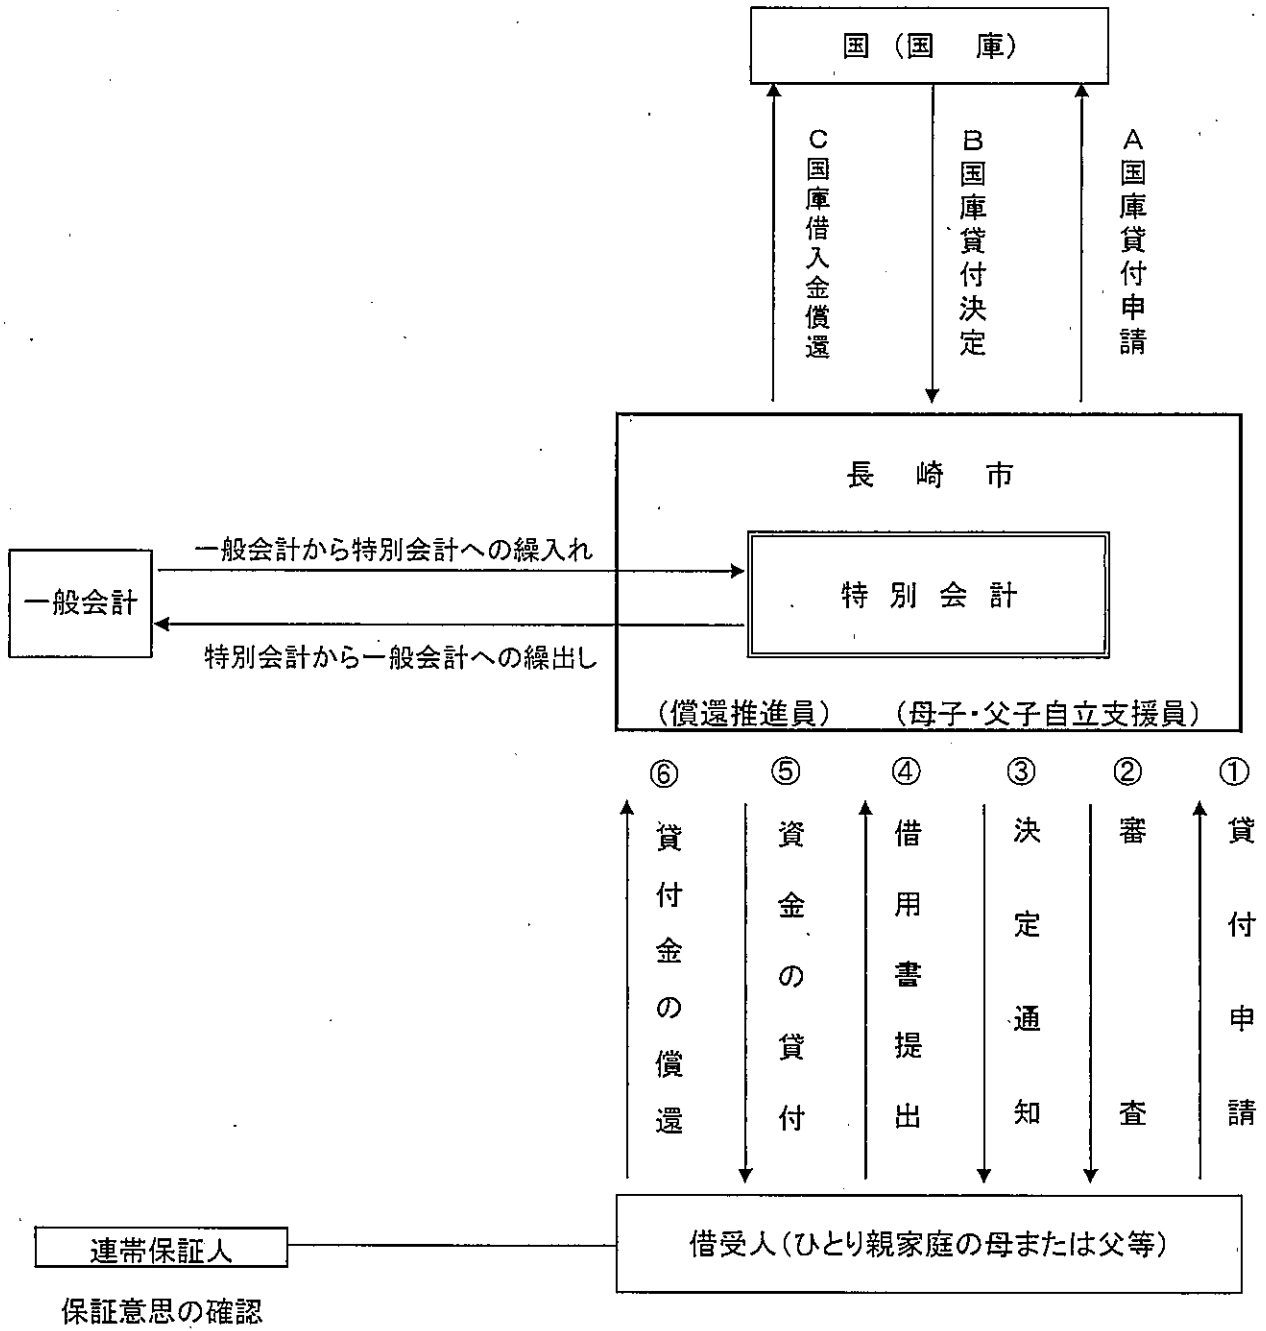 国(国 庫)
A国庫貸付申請
B国庫貸付決定
C国庫借入金償還
長 崎 市
一般会計から特別会計への繰入れ
一般会計
特 別 会 計
特別会計から一般会計への繰出し
(償還推進員) (母子・父子自立支援員)
①貸付申請
②審査
③決定通知
④借用書提出
⑤資金の貸付
⑥貸付金の償還
連帯保証人
借受人(ひとり親家庭の母または父等)
保証意思の確認